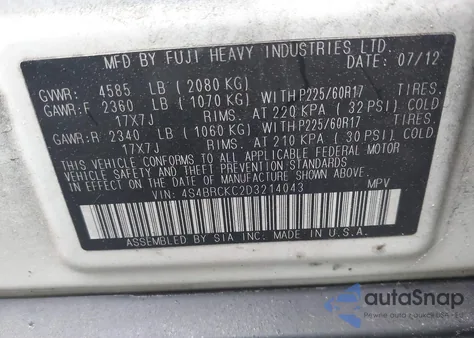 MFD BY FUJI HEAVY INDUSTRIES LTD.
DATE: 07/12
GVWR: 4585 LB ( 2080 KG)
GAWR:F 2360 LB ( 1070 KG) WITH P225/60R17 TIRES.
17X7J RIMS, AT 220 KPA ( 32 PSI) COLD
GAWR:R 2340 LB ( 1060 KG) WITH P225/60R17 TIRES.
17X7J RIMS, AT 210 KPA ( 30 PSI) COLD
THIS VEHICLE CONFORMS TO ALL APPLICABLE FEDERAL MOTOR
VEHICLE SAFETY AND THEFT PREVENTION STANDARDS
IN EFFECT ON THE DATE OF MANUFACTURE SHOWN ABOVE.
VIN: 4S4BRCKC2D3214043 MPV
ASSEMBLED BY SIA INC. MADE IN U.S.A.
autoSnap
Pewne auto z